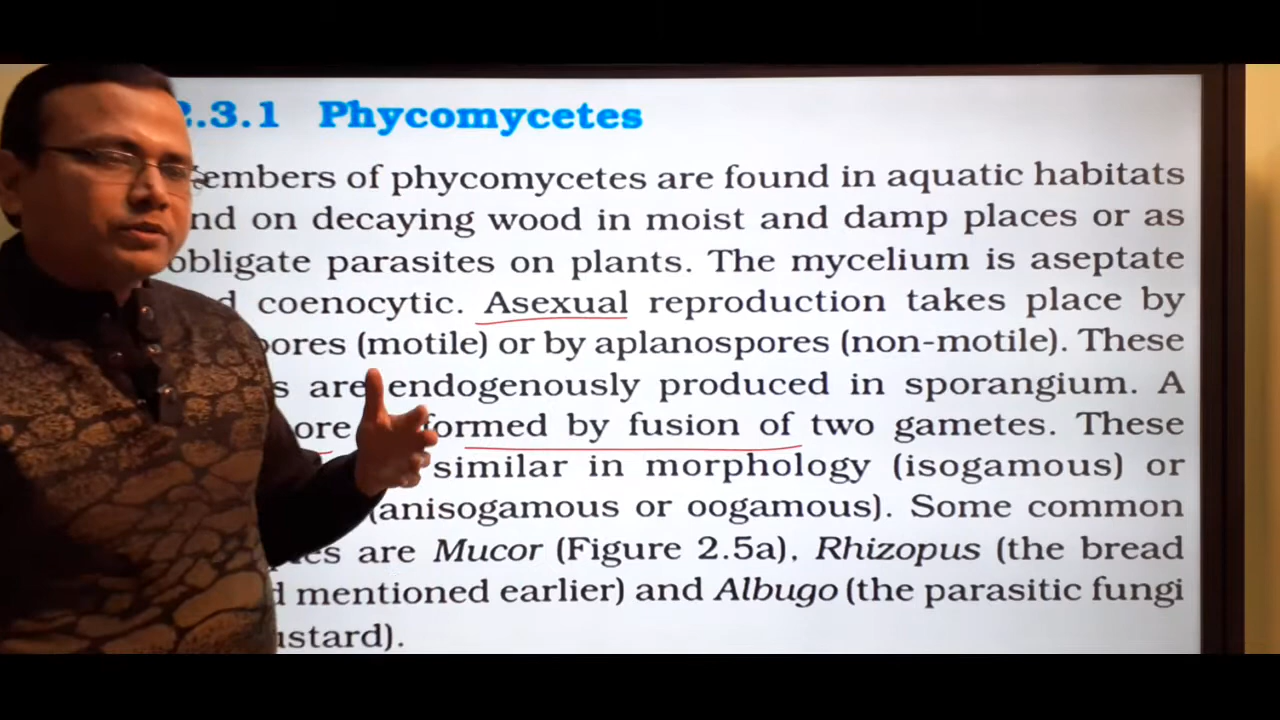 2.3.1 Phycomycetes
embers of phycomycetes are found in aquatic habitats
nd on decaying wood in moist and damp places or as
obligate parasites on plants. The mycelium is aseptate
d coenocytic. Asexual reproduction takes place by
pores (motile) or by aplanospores (non-motile). These
s are endogenously produced in sporangium. A
ore formed by fusion of two gametes. These
similar in morphology (isogamous) or
(anisogamous or oogamous). Some common
es are Mucor (Figure 2.5a), Rhizopus (the bread
d mentioned earlier) and Albugo (the parasitic fungi
ustard).